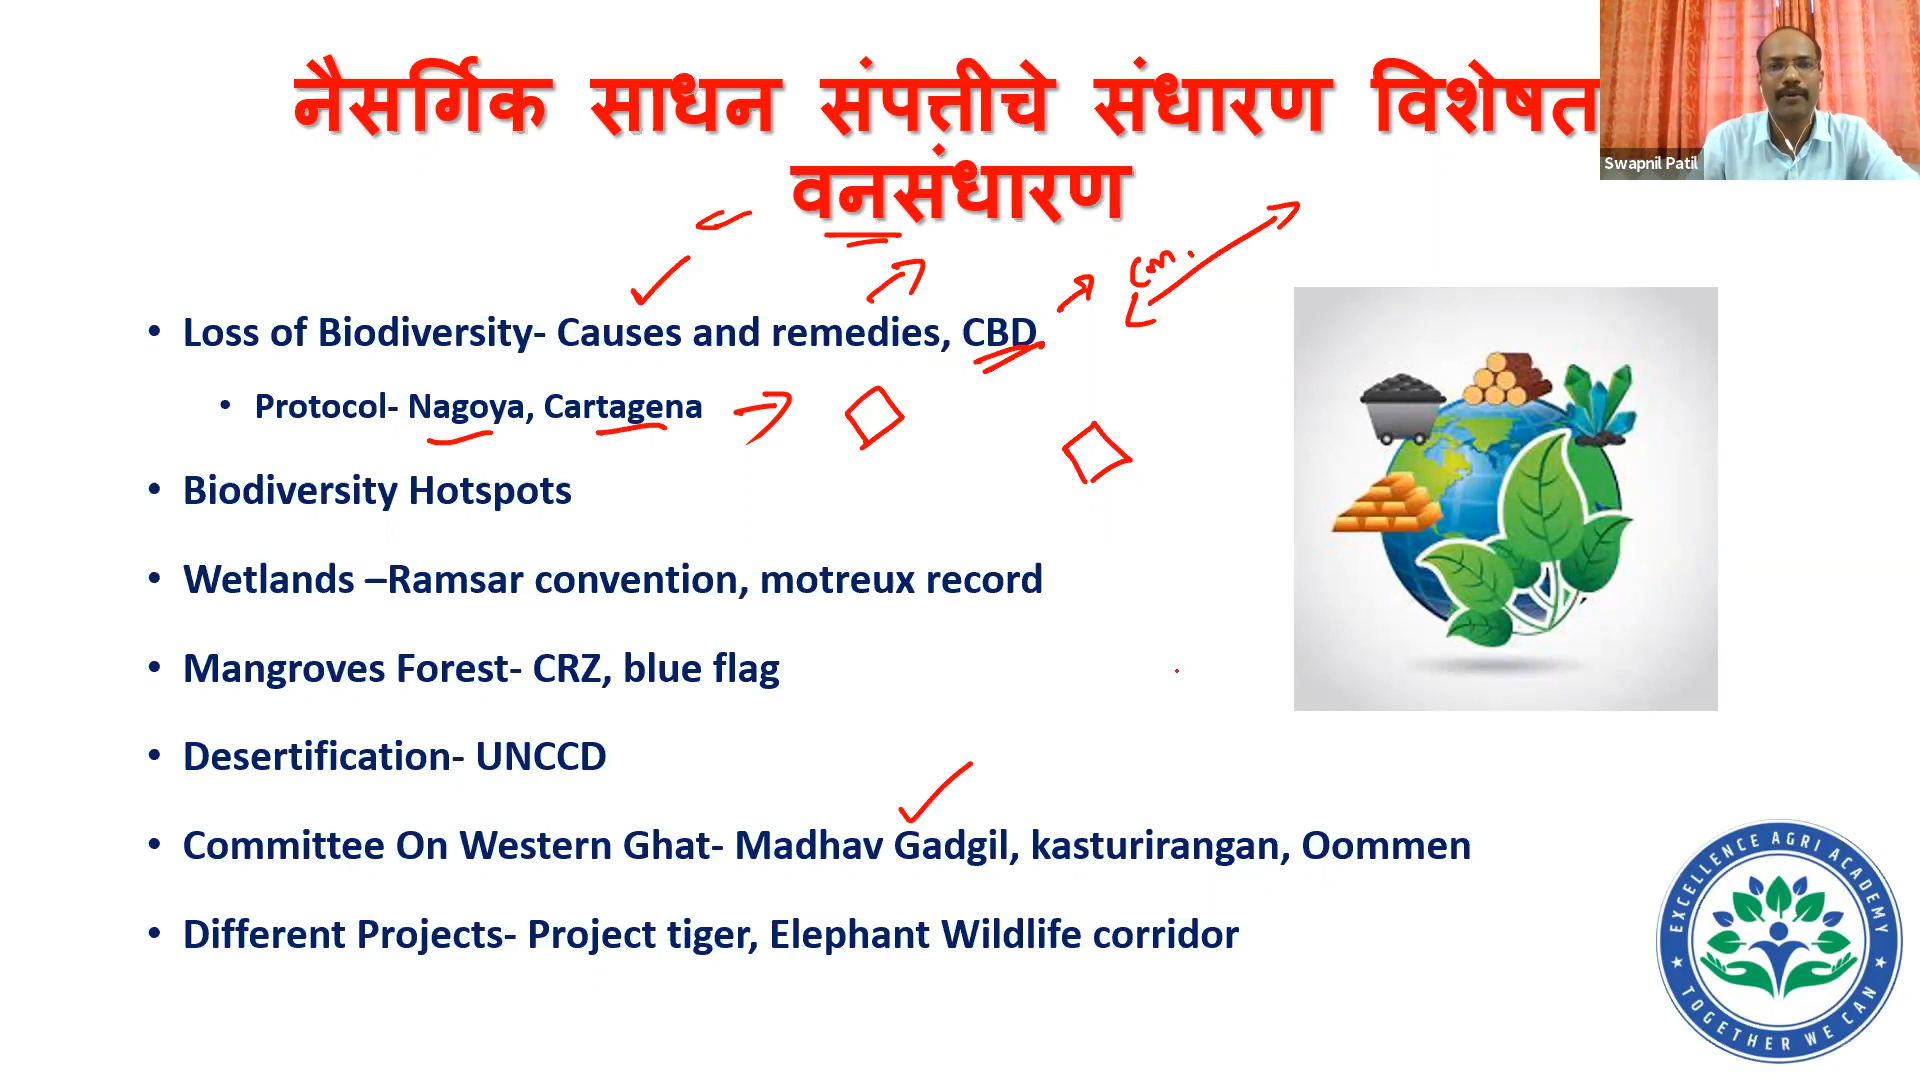 नैसर्गिक साधन संपत्तीचे संधारण विशेषत
वनसंधारण
Swapnil Patil
cm.
• Loss of Biodiversity- Causes and remedies, CBD
• Protocol- Nagoya, Cartagena
• Biodiversity Hotspots
• Wetlands –Ramsar convention, motreux record
• Mangroves Forest- CRZ, blue flag
• Desertification- UNCCD
• Committee On Western Ghat- Madhav Gadgil, kasturirangan, Oommen
• Different Projects- Project tiger, Elephant Wildlife corridor
EXCELLENCE AGRI ACADEMY
TOGETHER WE CAN